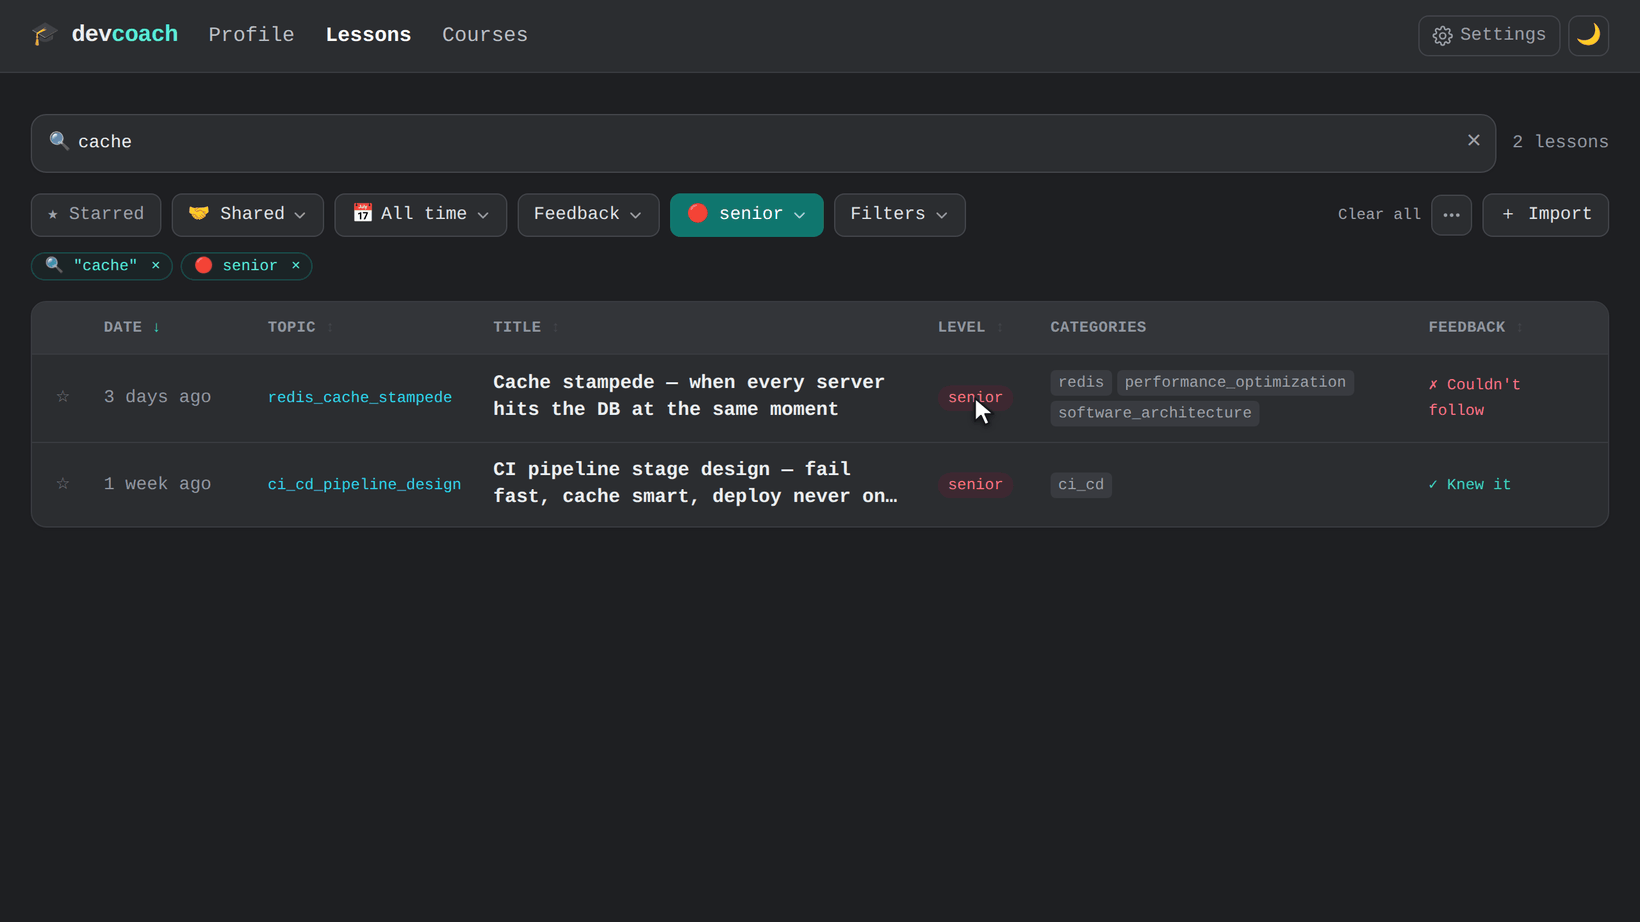 devcoach Profile Lessons Courses Settings
cache
2 lessons
★ Starred Shared All time Feedback senior Filters Clear all ... + Import
"cache" × senior ×
DATE ↓ TOPIC TITLE LEVEL CATEGORIES FEEDBACK
3 days ago redis_cache_stampede Cache stampede — when every server senior redis performance_optimization ✗ Couldn't
hits the DB at the same moment software_architecture follow
1 week ago ci_cd_pipeline_design CI pipeline stage design — fail senior ci_cd ✓ Knew it
fast, cache smart, deploy never on…